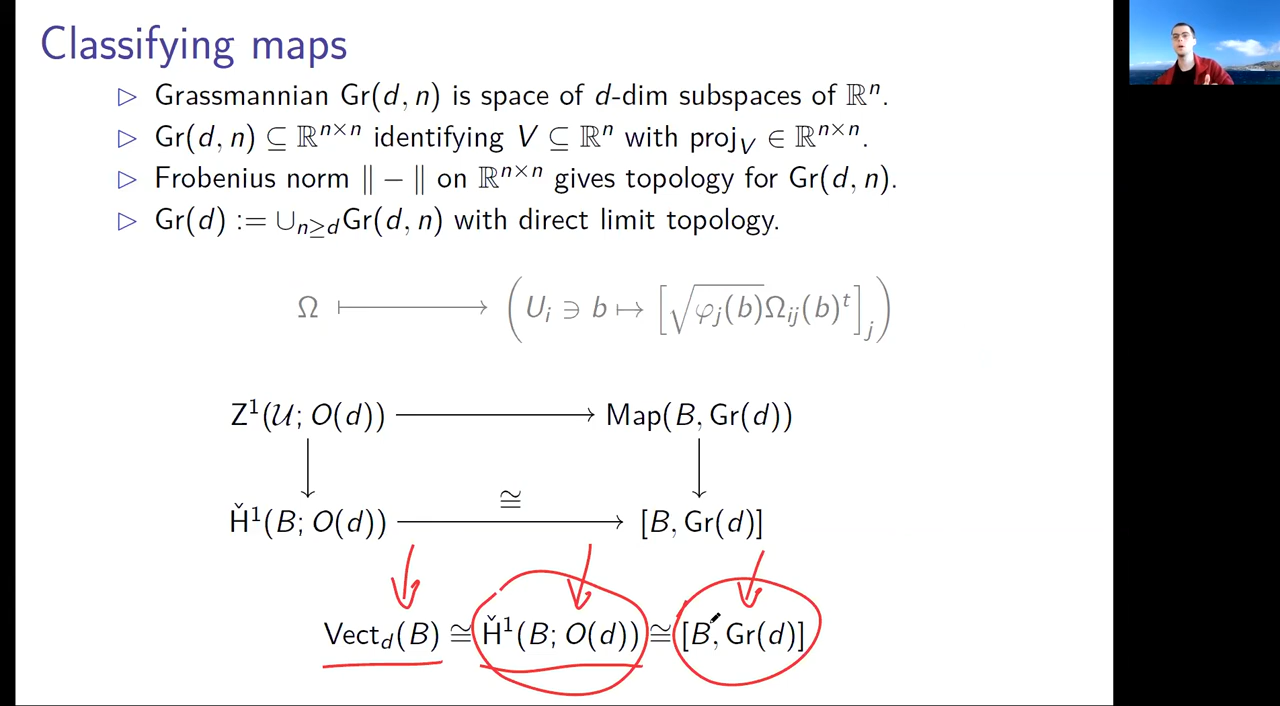 Classifying maps
▷ Grassmannian Gr(d, n) is space of d-dim subspaces of ℝⁿ.
▷ Gr(d, n) ⊆ ℝⁿˣⁿ identifying V ⊆ ℝⁿ with proj_V ∈ ℝⁿˣⁿ.
▷ Frobenius norm ‖ − ‖ on ℝⁿˣⁿ gives topology for Gr(d, n).
▷ Gr(d) := ∪_{n≥d}Gr(d, n) with direct limit topology.
Ω ⟼ (U_i ∋ b ↦ [√φ_j(b) Ω_ij(b)ᵗ]_j)
Z¹(𝒰; O(d)) → Map(B, Gr(d))
≅
Ȟ¹(B; O(d)) → [B, Gr(d)]
Vect_d(B) ≅ Ȟ¹(B; O(d)) ≅ [B, Gr(d)]